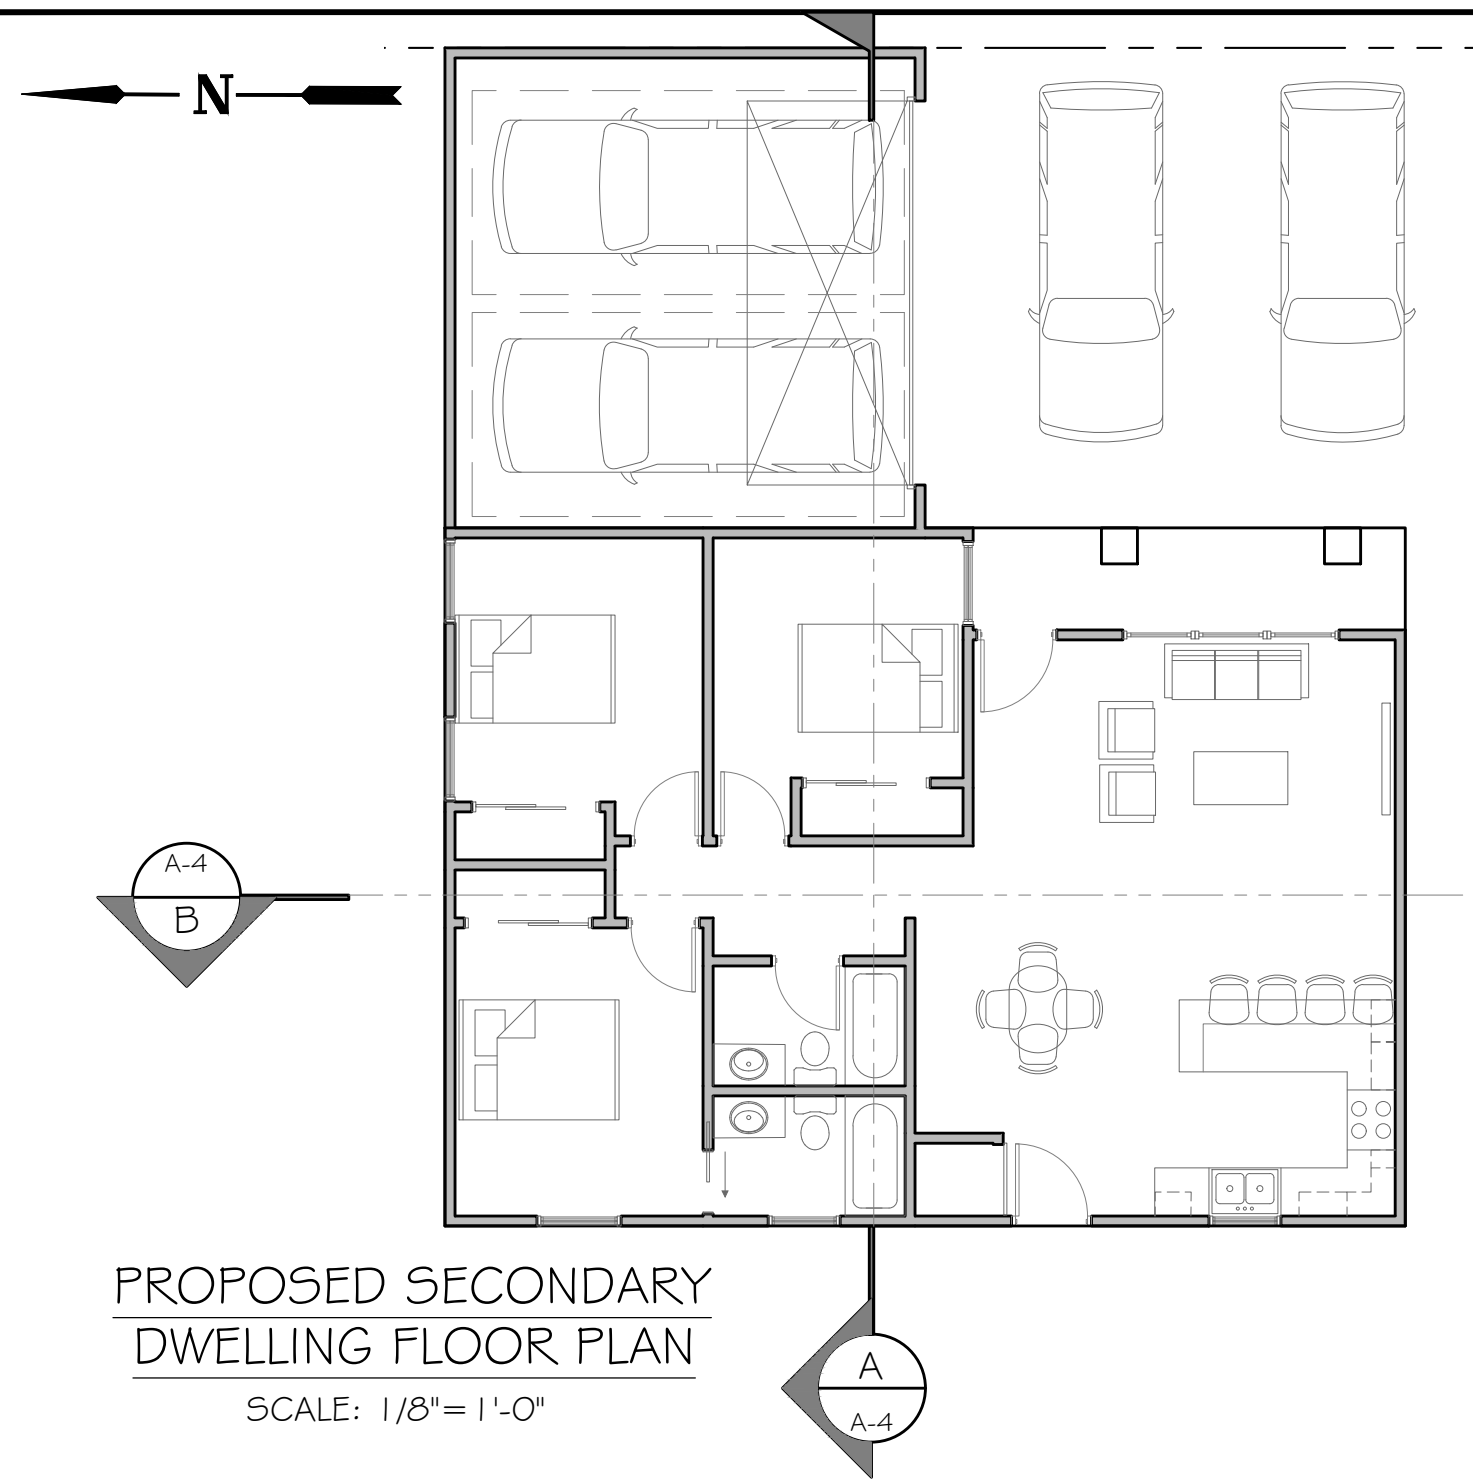 N
A-4
B
PROPOSED SECONDARY
DWELLING FLOOR PLAN
SCALE: 1/8"=1'-0"
A
A-4